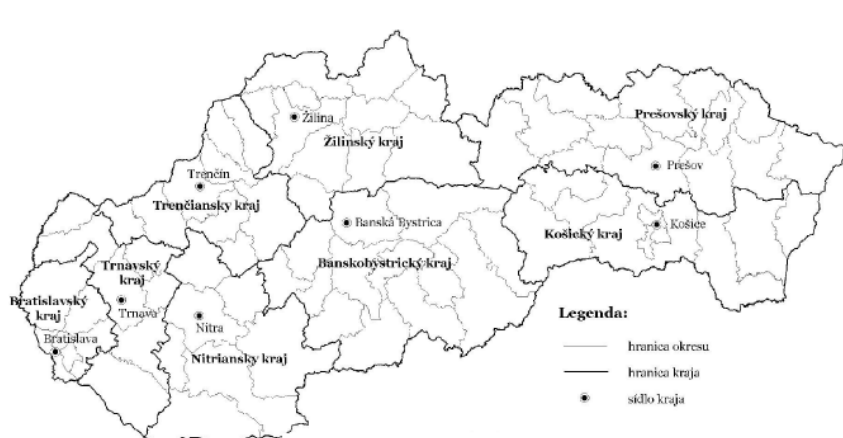 Prešovský kraj
Žilina
Žilinský kraj
Prešov
Trenčín
Trenčiansky kraj
Banská Bystrica
Košice
Košický kraj
Trnavský
kraj
Banskobystrický kraj
Bratislavský
kraj
Trnava
Nitra
Bratislava
Nitriansky kraj
Legenda:
hranica okresu
hranica kraja
sídlo kraja